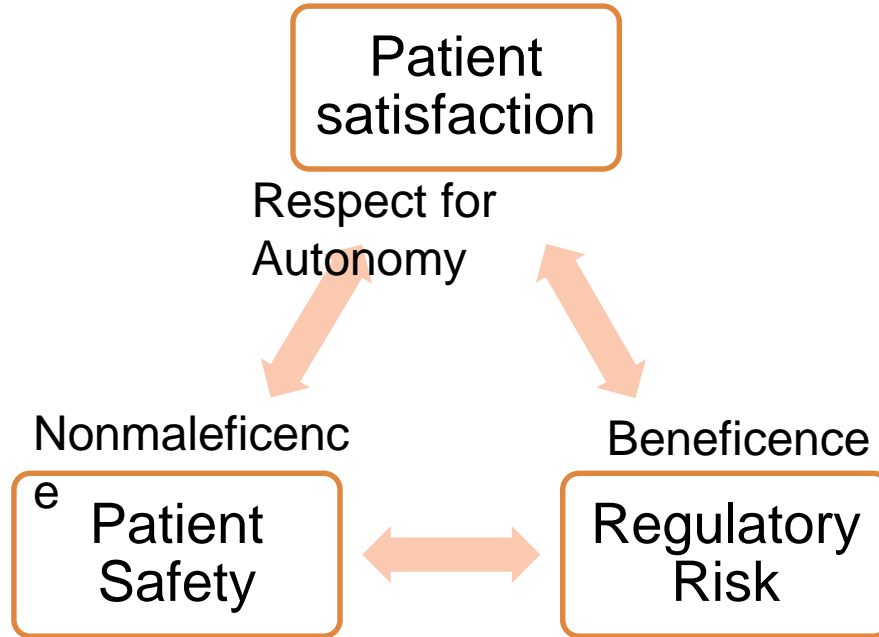 Patient
satisfaction
Respect for
Autonomy
Nonmaleficenc
e
Beneficence
Patient
Safety
Regulatory
Risk